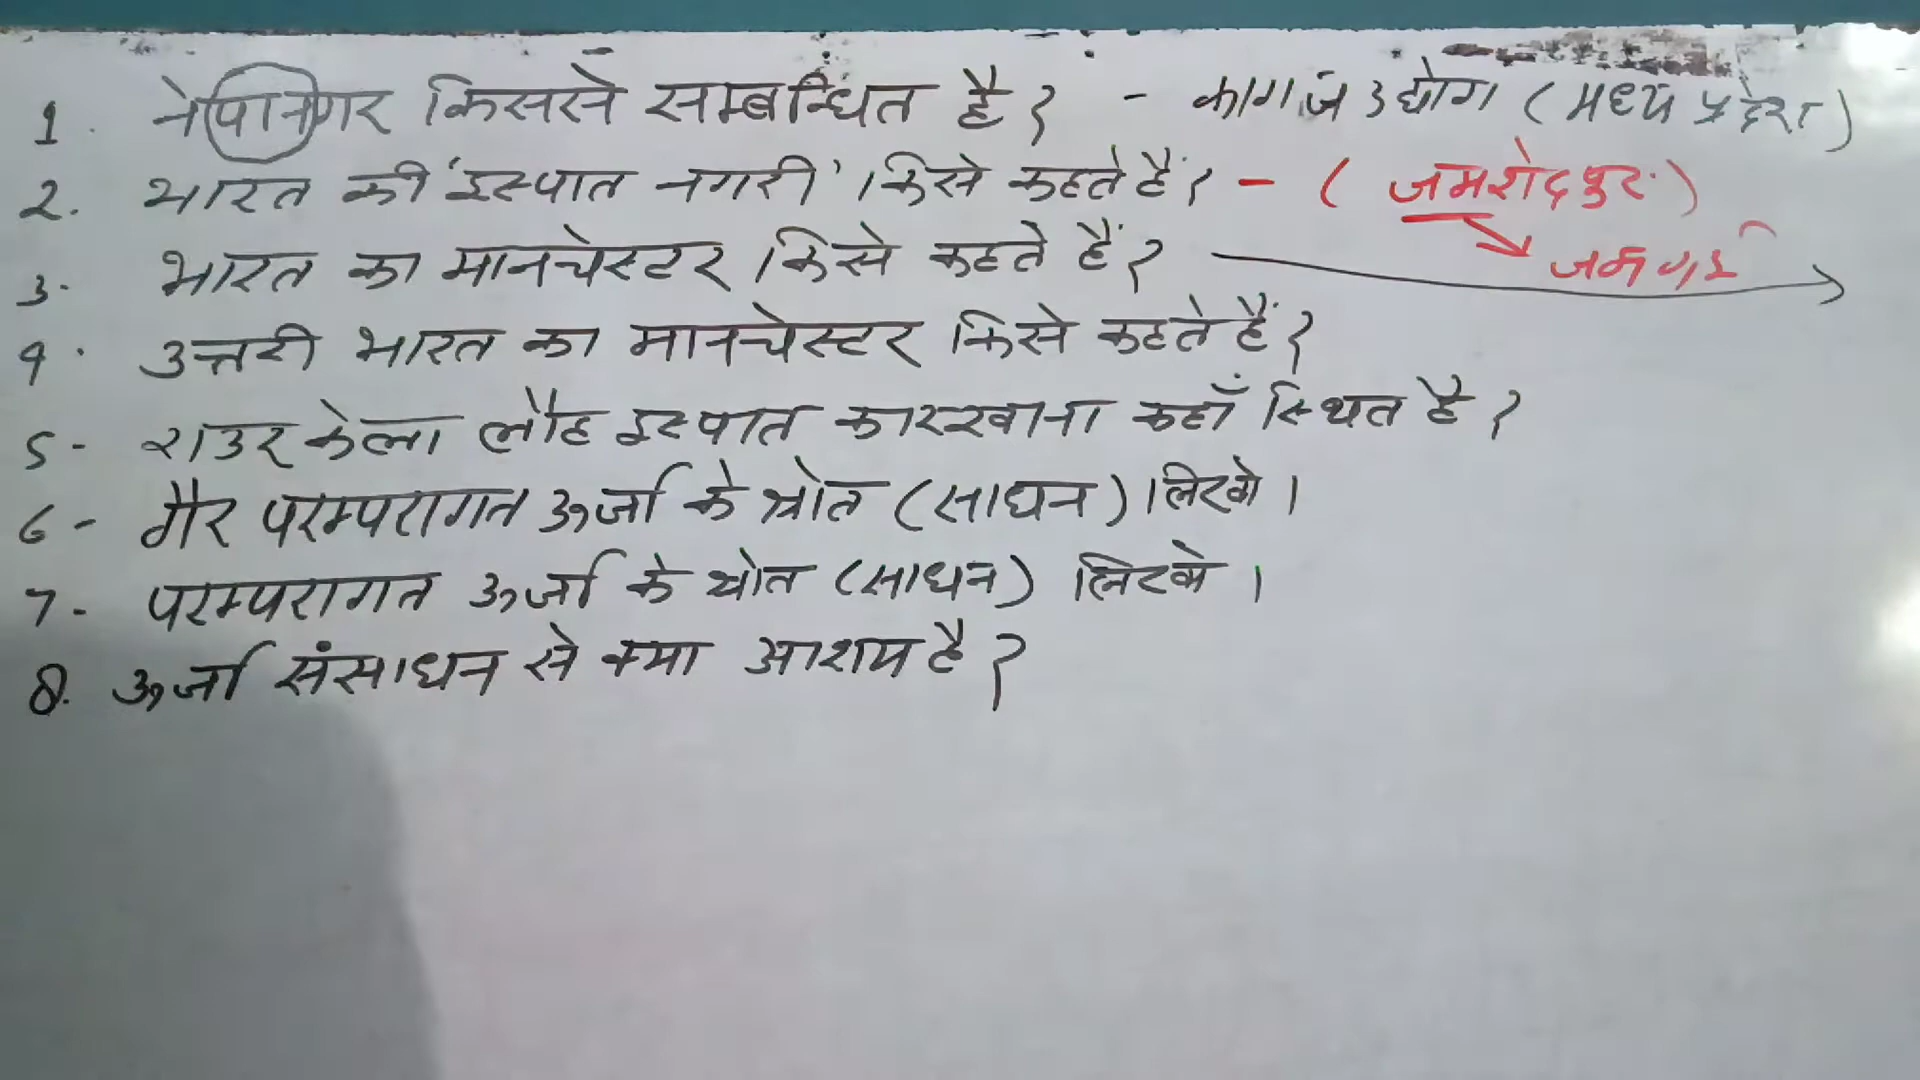 1. नेपानगर किससे सम्बन्धित है? - कागज उद्योग (मध्य प्रदेश)
2. भारत की 'इस्पात नगरी' किसे कहते हैं? - (जमशेदपुर)
जम गई
3. भारत का मानचेस्टर किसे कहते हैं?
4. उत्तरी भारत का मानचेस्टर किसे कहते हैं?
5- राउरकेला लौह इस्पात कारखाना कहाँ स्थित है?
6- गैर परम्परागत ऊर्जा के श्रोत (साधन) लिखो।
7- परम्परागत ऊर्जा के श्रोत (साधन) लिखो।
8. ऊर्जा संसाधन से क्या आशय है?